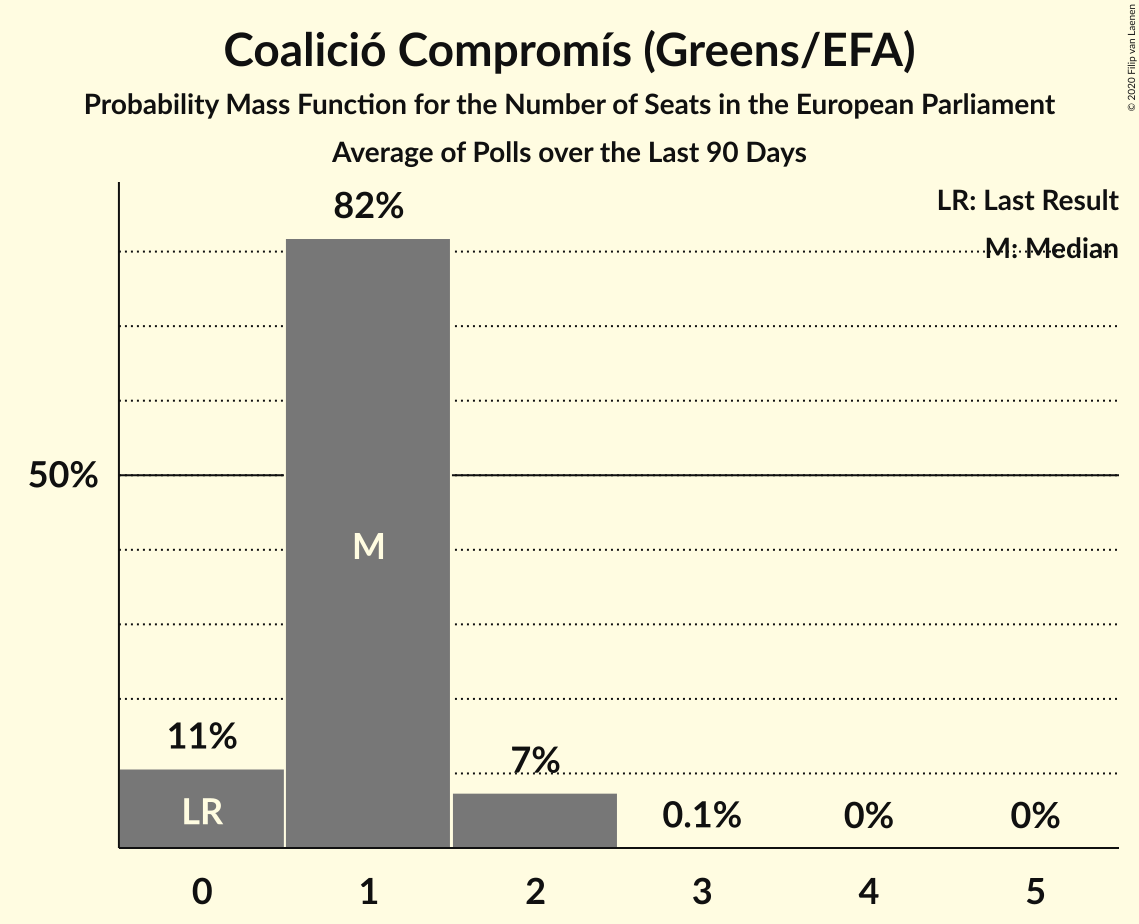 Coalició Compromís (Greens/EFA)
Probability Mass Function for the Number of Seats in the European Parliament
Average of Polls over the Last 90 Days
© 2020 Filip van Laenen
LR: Last Result
M: Median
82%
50%
M
11%
LR
7%
0.1%
0%
0%
0 1 2 3 4 5